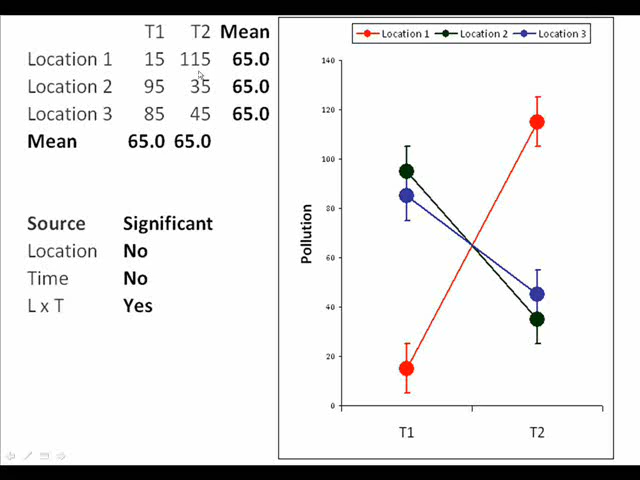 T1 T2 Mean
Location 1 15 115 65.0
Location 2 95 35 65.0
Location 3 85 45 65.0
Mean 65.0 65.0
Source Significant
Location No
Time No
L x T Yes
Location 1 Location 2 Location 3
140
120
100
80
60
40
20
0
Pollution
T1 T2